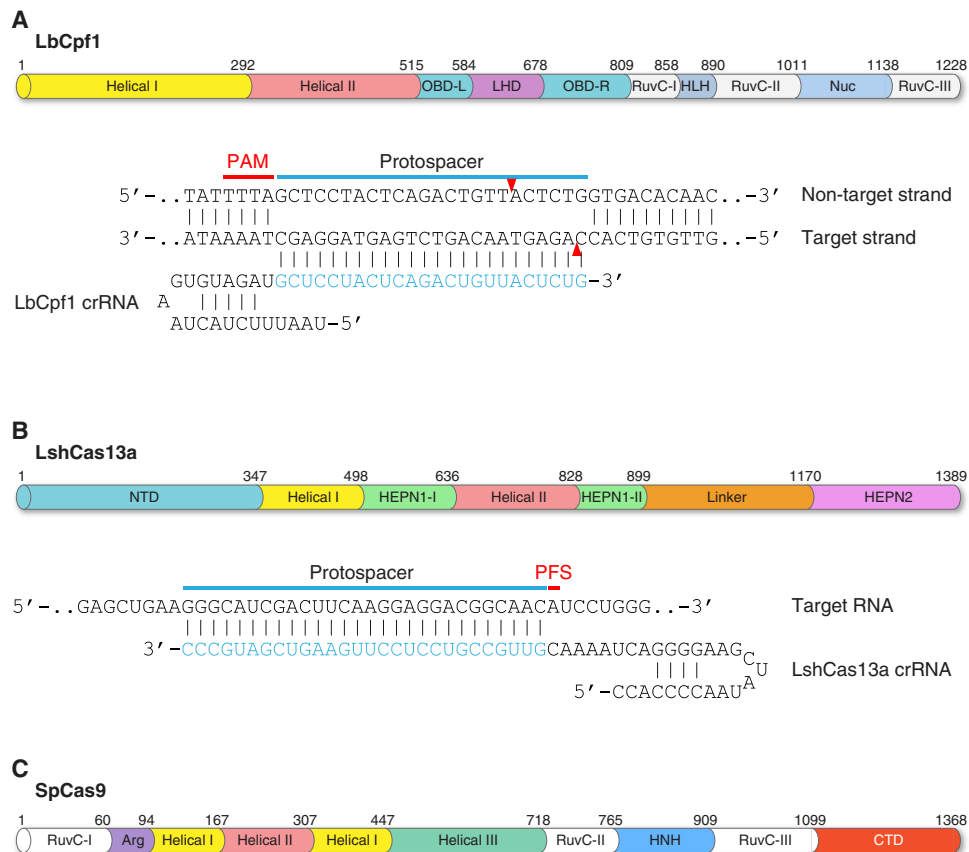 A
LbCpf1
1 292 515 584 678 809 858 890 1011 1138 1228
Helical I Helical II OBD-L LHD OBD-R RuvC-I HLH RuvC-II Nuc RuvC-III
PAM Protospacer
5′-..TATTTTAGCTCCTACTCAGACTGTTACTCTGGTGACACAAC..-3′ Non-target strand
3′-..ATAAAATCGAGGATGAGTCTGACAATGAGACCACTGTGTTG..-5′ Target strand
GUGUAGAUGCUCCUACUCAGACUGUUACUCUG-3′
LbCpf1 crRNA A
AUCAUCUUUAAU-5′
B
LshCas13a
1 347 498 636 828 899 1170 1389
NTD Helical I HEPN1-I Helical II HEPN1-II Linker HEPN2
Protospacer PFS
5′-..GAGCUGAAGGGCAUCGACUUCAAGGAGGACGGCAACAUCCUGGG..-3′ Target RNA
3′-CCCGUAGCUGAAGUUCCUCCUGCCGUUGCAAAAUCAGGGGAAGCU LshCas13a crRNA
5′-CCACCCCAAUA
C
SpCas9
1 60 94 167 307 447 718 765 909 1099 1368
RuvC-I Arg Helical I Helical II Helical I Helical III RuvC-II HNH RuvC-III CTD